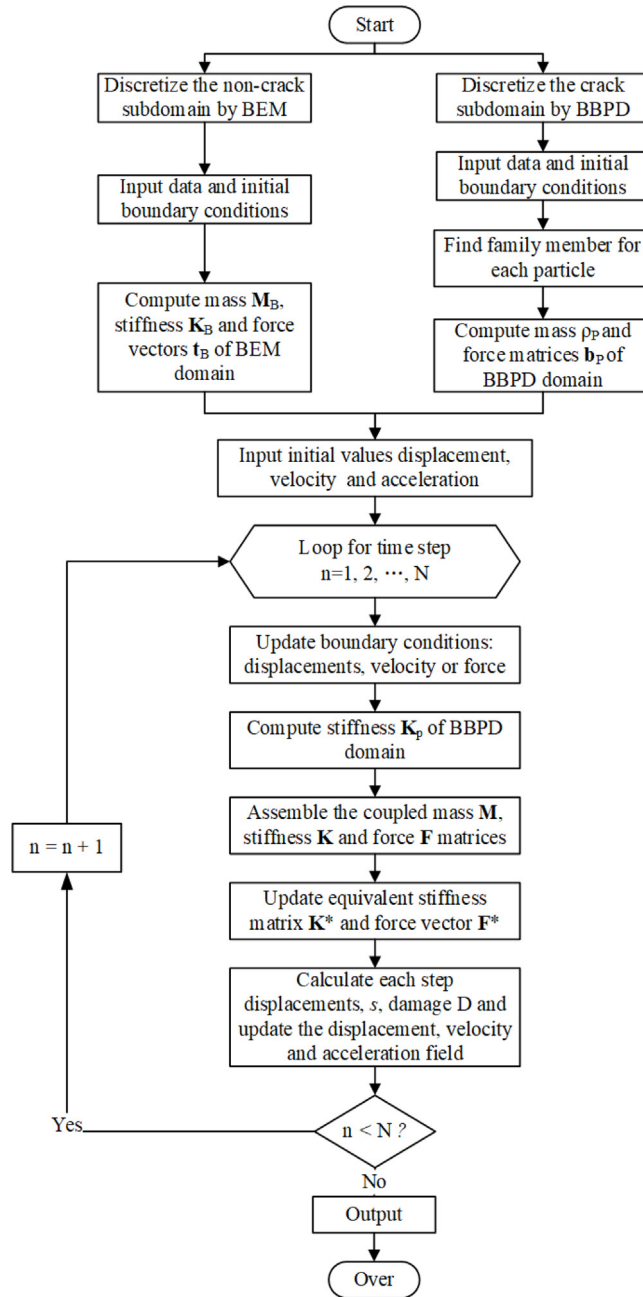 Start
Discretize the non-crack
subdomain by BEM
Input data and initial
boundary conditions
Compute mass M_B,
stiffness K_B and force
vectors t_B of BEM
domain
Discretize the crack
subdomain by BBPD
Input data and initial
boundary conditions
Find family member for
each particle
Compute mass ρ_P and
force matrices b_P of
BBPD domain
Input initial values displacement,
velocity and acceleration
Loop for time step
n=1, 2, ⋯, N
Update boundary conditions:
displacements, velocity or force
Compute stiffness K_p of BBPD
domain
Assemble the coupled mass M,
stiffness K and force F matrices
n = n + 1
Update equivalent stiffness
matrix K* and force vector F*
Calculate each step
displacements, s, damage D and
update the displacement, velocity
and acceleration field
Yes
n < N ?
No
Output
Over